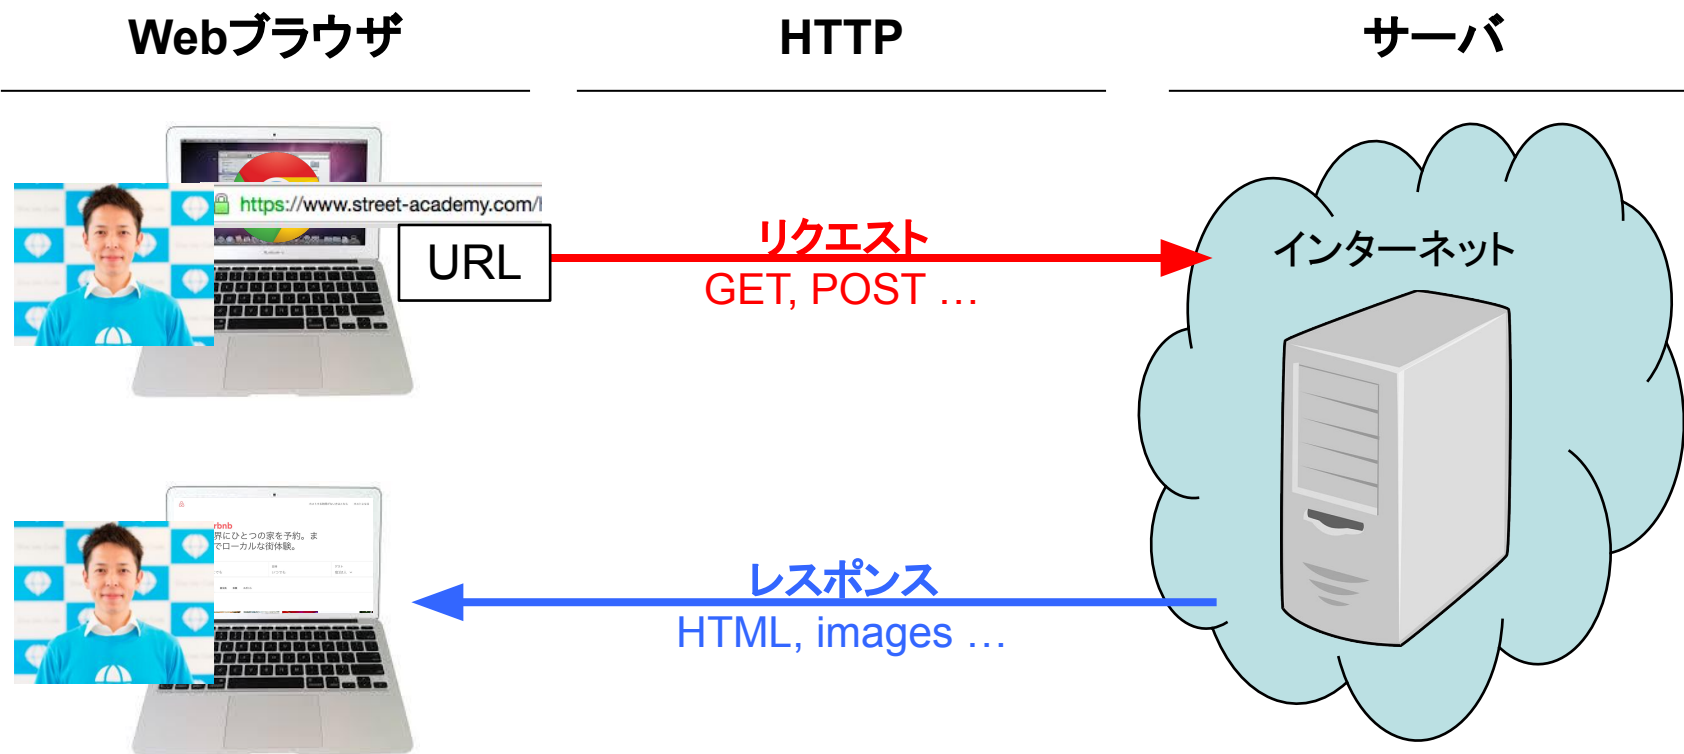 Webブラウザ
HTTP
サーバ
https://www.street-academy.com/
URL
リクエスト
GET, POST …
インターネット
rbnb
界にひとつの家を予約。ま
でローカルな街体験。
レスポンス
HTML, images …